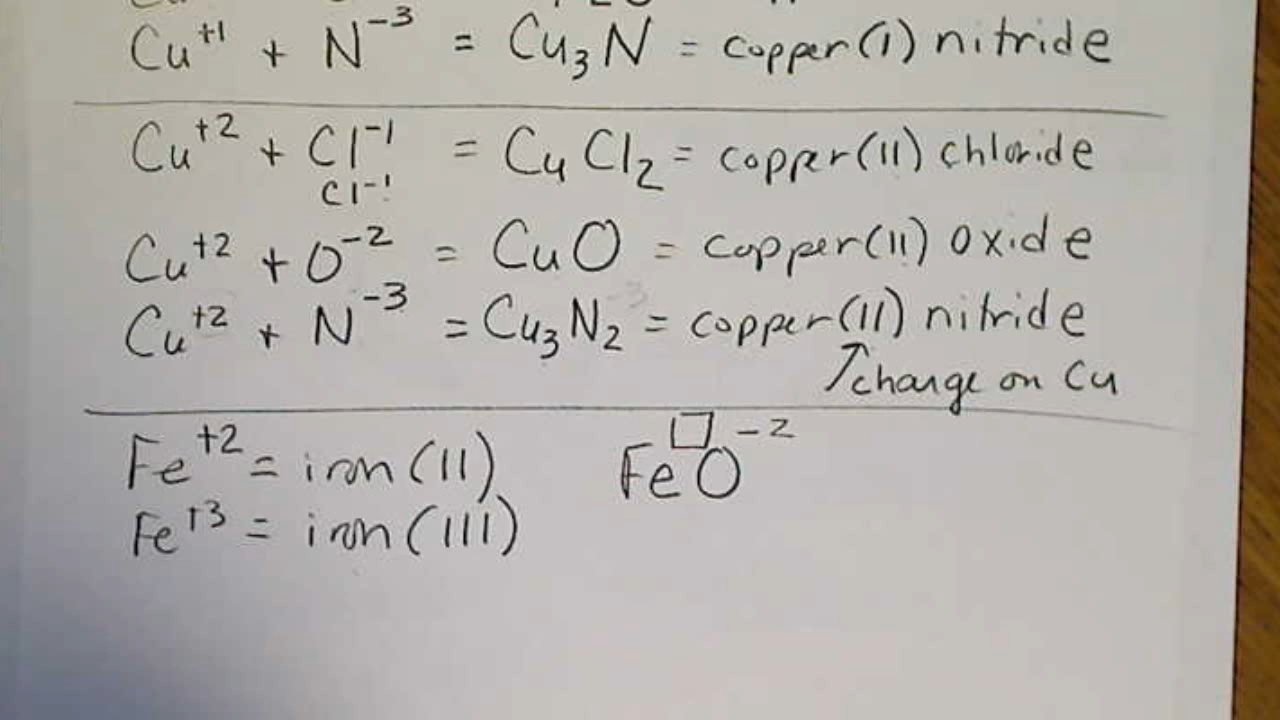 Cu⁺¹ + N⁻³ = Cu₃N = copper(I) nitride
Cu⁺² + Cl⁻¹ = CuCl₂ = copper(II) chloride
Cl⁻¹
Cu⁺² + O⁻² = CuO = copper(II) oxide
Cu⁺² + N⁻³ = Cu₃N₂ = copper(II) nitride
↑charge on Cu
Fe⁺² = iron(II) Fe□O⁻²
Fe⁺³ = iron(III)